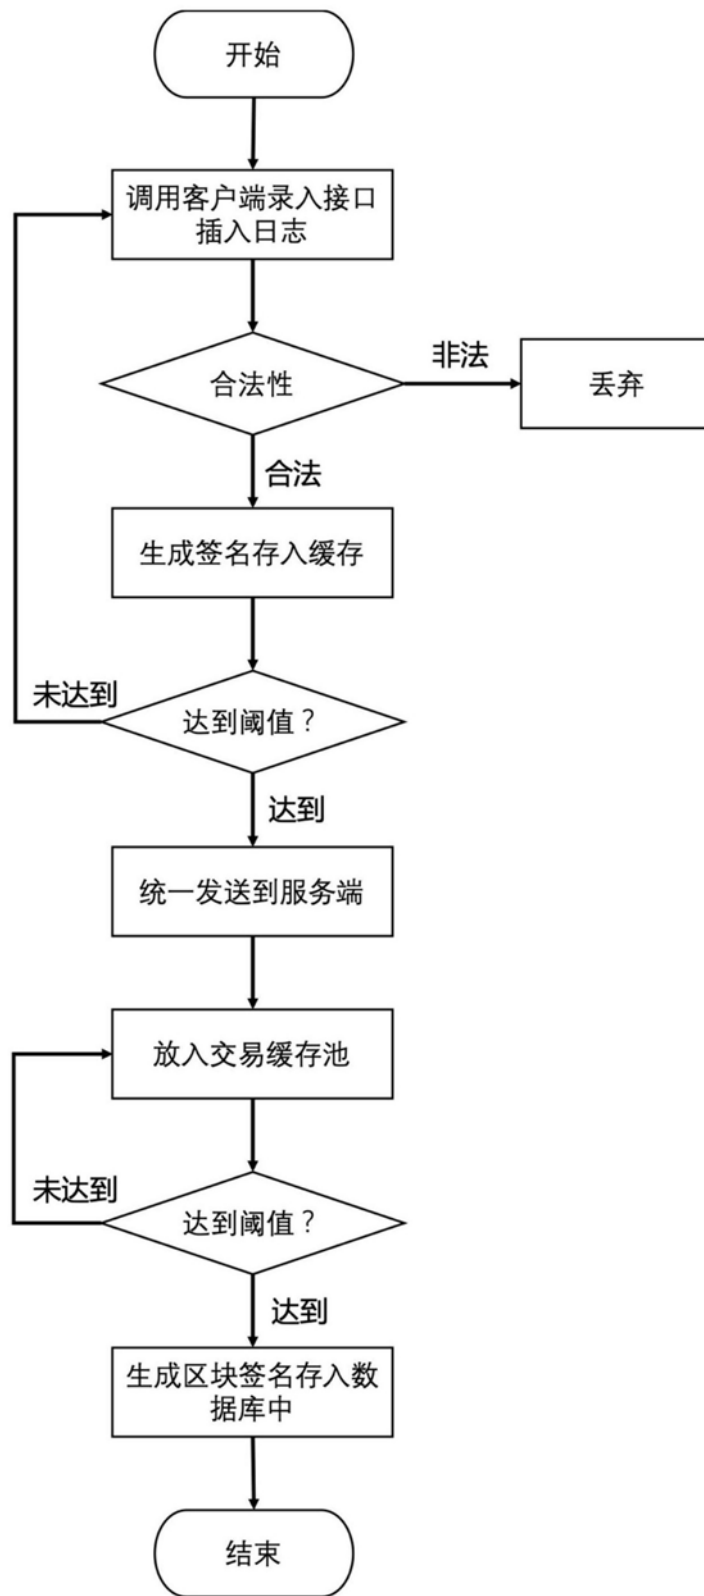 开始
调用客户端录入接口
插入日志
合法性
非法
丢弃
合法
生成签名存入缓存
未达到
达到阈值？
达到
统一发送到服务端
放入交易缓存池
未达到
达到阈值？
达到
生成区块签名存入数
据库中
结束